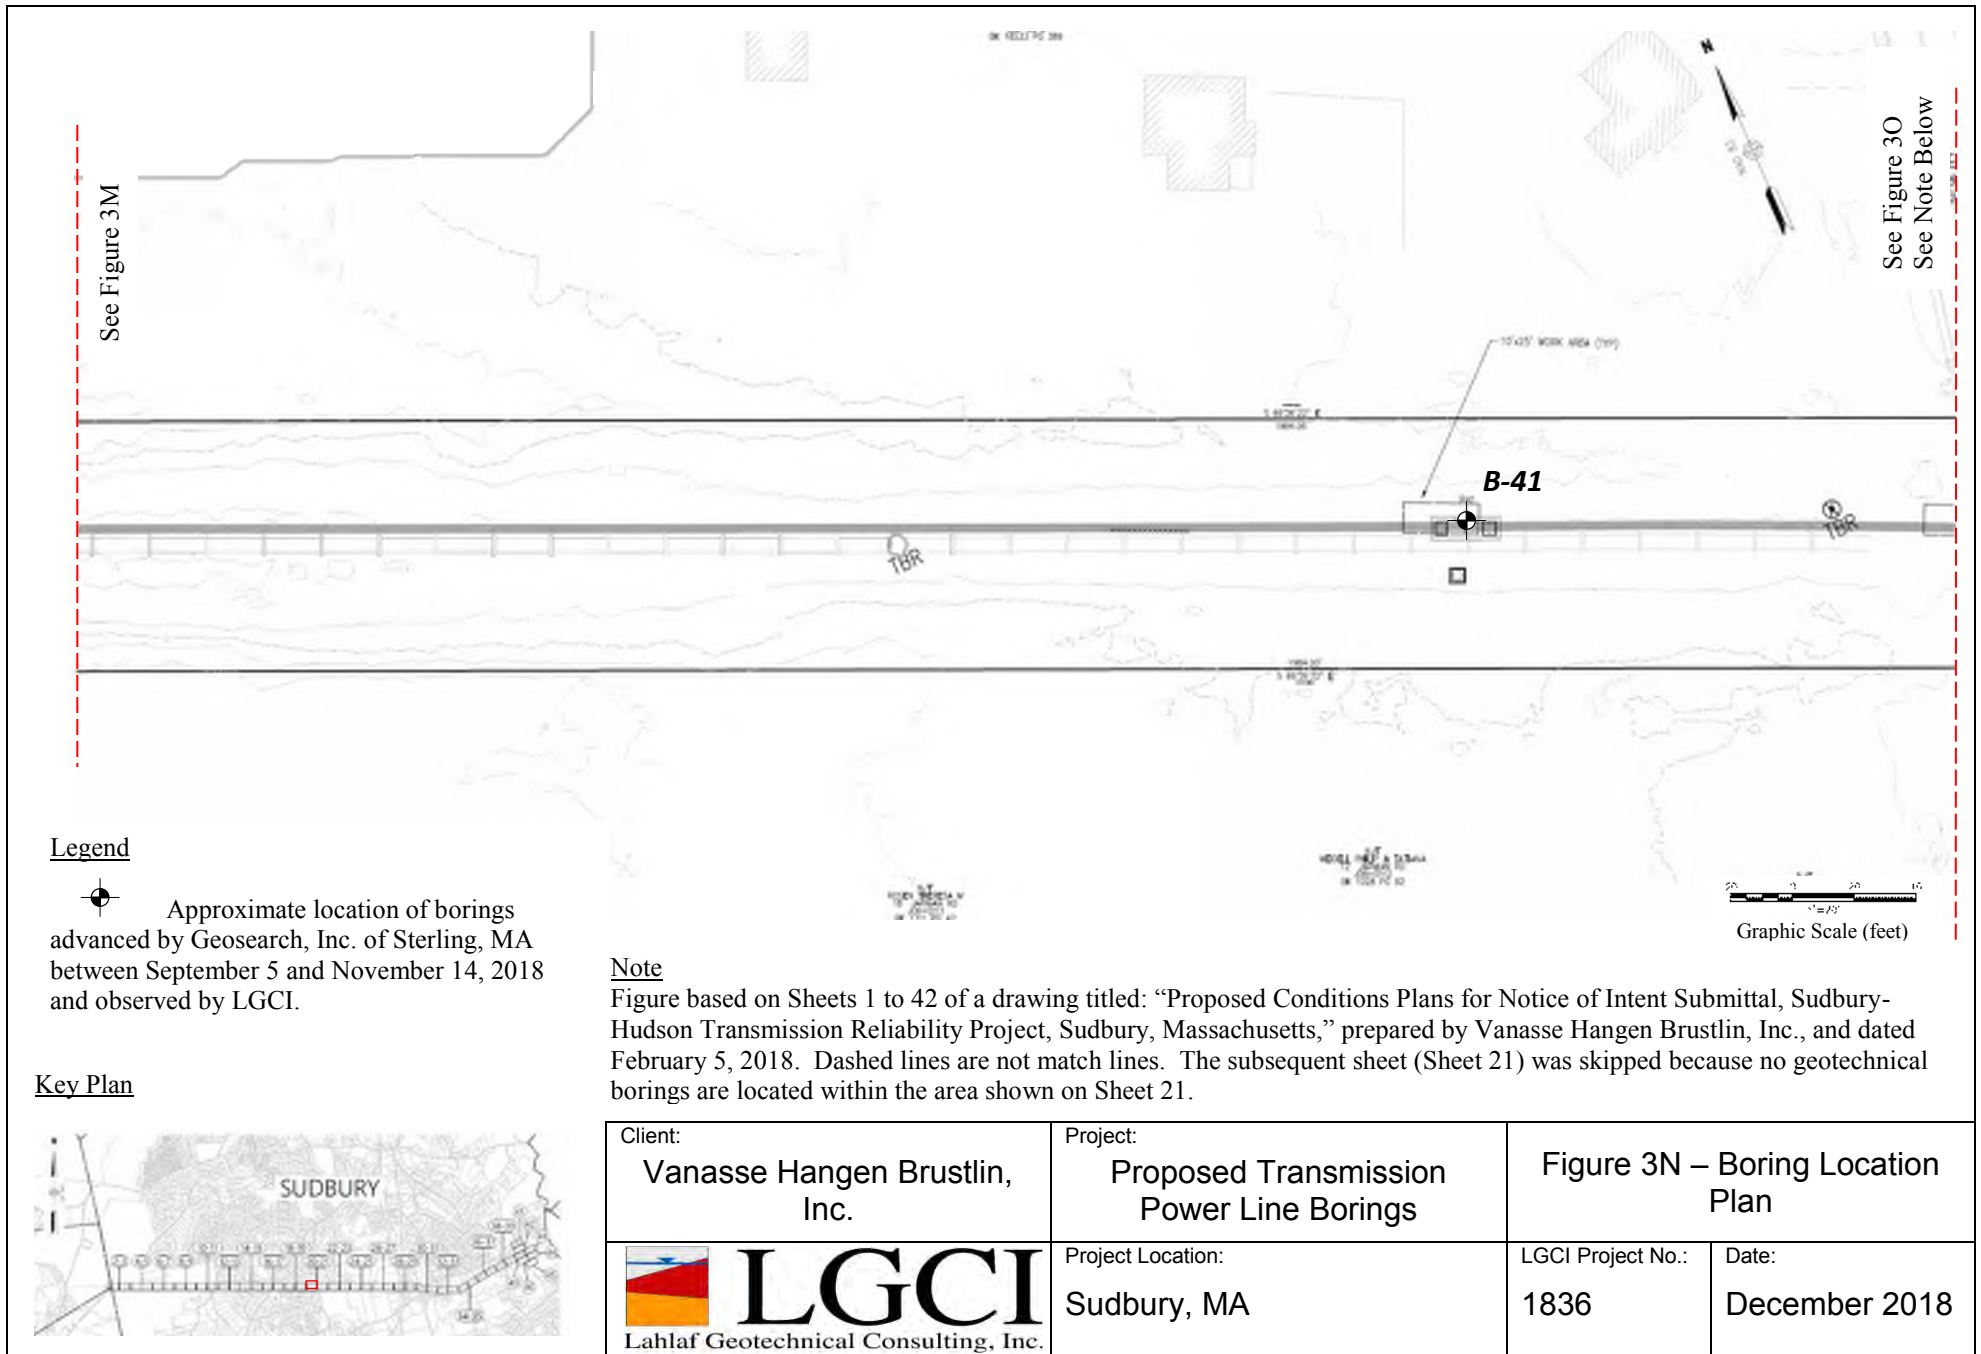 N
See Figure 3M
See Figure 3O
See Note Below
10'x25' WORK AREA (TYP)
B-41
TBR
TBR
Legend
Approximate location of borings
advanced by Geosearch, Inc. of Sterling, MA
between September 5 and November 14, 2018
and observed by LGCI.
Graphic Scale (feet)
Note
Figure based on Sheets 1 to 42 of a drawing titled: “Proposed Conditions Plans for Notice of Intent Submittal, Sudbury-
Hudson Transmission Reliability Project, Sudbury, Massachusetts,” prepared by Vanasse Hangen Brustlin, Inc., and dated
February 5, 2018.  Dashed lines are not match lines.  The subsequent sheet (Sheet 21) was skipped because no geotechnical
borings are located within the area shown on Sheet 21.
Key Plan
SUDBURY
Client:
Vanasse Hangen Brustlin,
Inc.
Project:
Proposed Transmission
Power Line Borings
Figure 3N – Boring Location
Plan
LGCI
Lahlaf Geotechnical Consulting, Inc.
Project Location:
Sudbury, MA
LGCI Project No.:
1836
Date:
December 2018